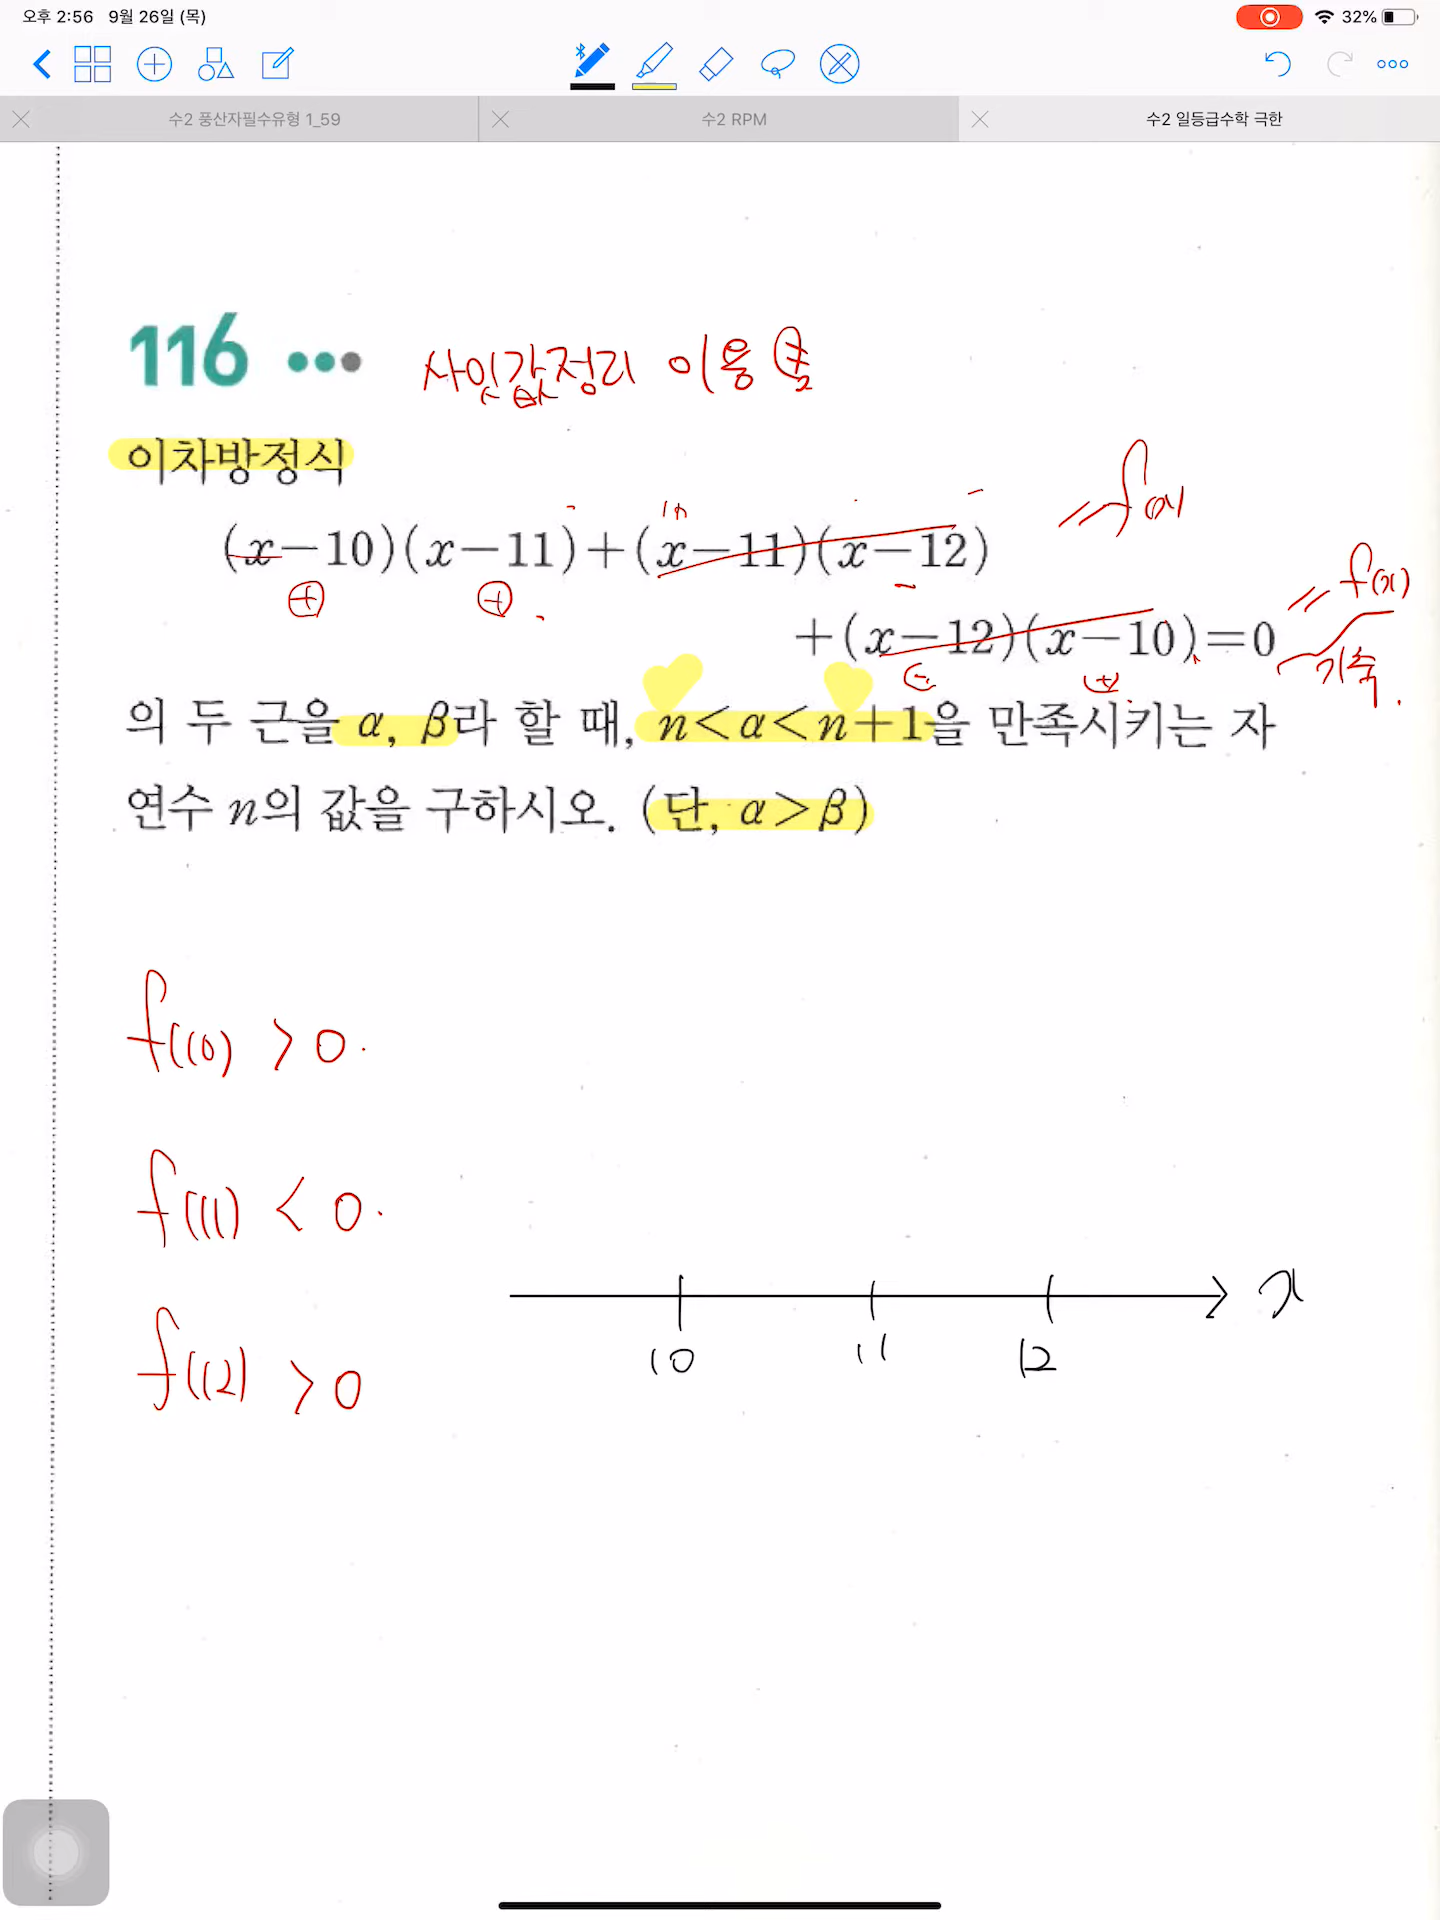 오후 2:56 9월 26일 (목)
32%
수2 풍산자필수유형 1_59
수2 RPM
수2 일등급수학 극한
116
사잇값정리 이용
이차방정식
(x−10)(x−11)+(x−11)(x−12)
= f(x)
+(x−12)(x−10)=0
= f(x)
기축.
의 두 근을 α, β라 할 때, n<α<n+1을 만족시키는 자
연수 n의 값을 구하시오. (단, α>β)
f(10) > 0.
f(11) < 0.
f(12) > 0
x
10 11 12